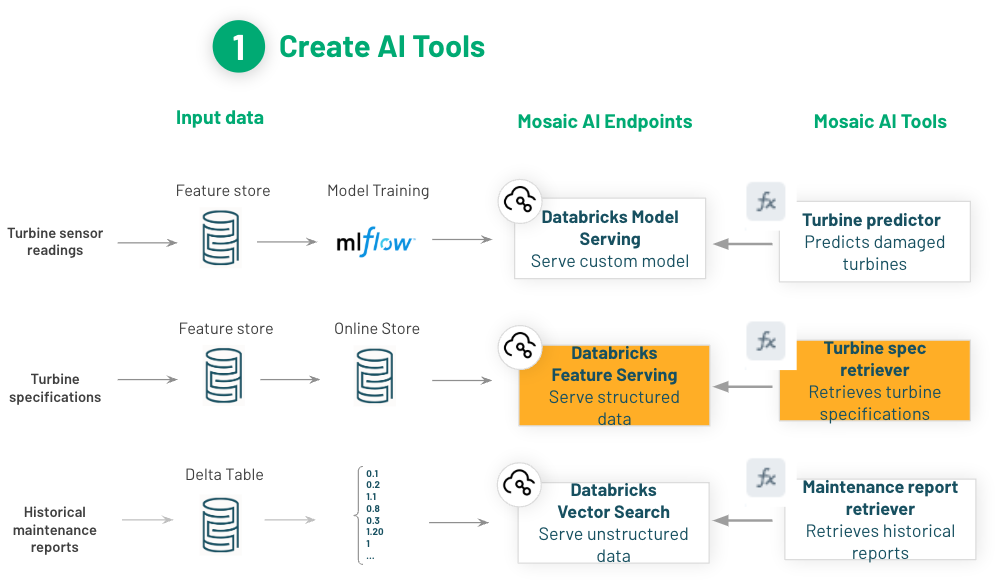 1 Create AI Tools
Input data
Mosaic AI Endpoints
Mosaic AI Tools
Feature store
Model Training
Turbine sensor
readings
mlflow
Databricks Model
Serving
Serve custom model
fx
Turbine predictor
Predicts damaged
turbines
Feature store
Online Store
Turbine
specifications
Databricks
Feature Serving
Serve structured
data
fx
Turbine spec
retriever
Retrieves turbine
specifications
Delta Table
Historical
maintenance
reports
0.1
0.2
1.1
0.8
0.3
1.20
1
...
Databricks
Vector Search
Serve unstructured
data
fx
Maintenance report
retriever
Retrieves historical
reports